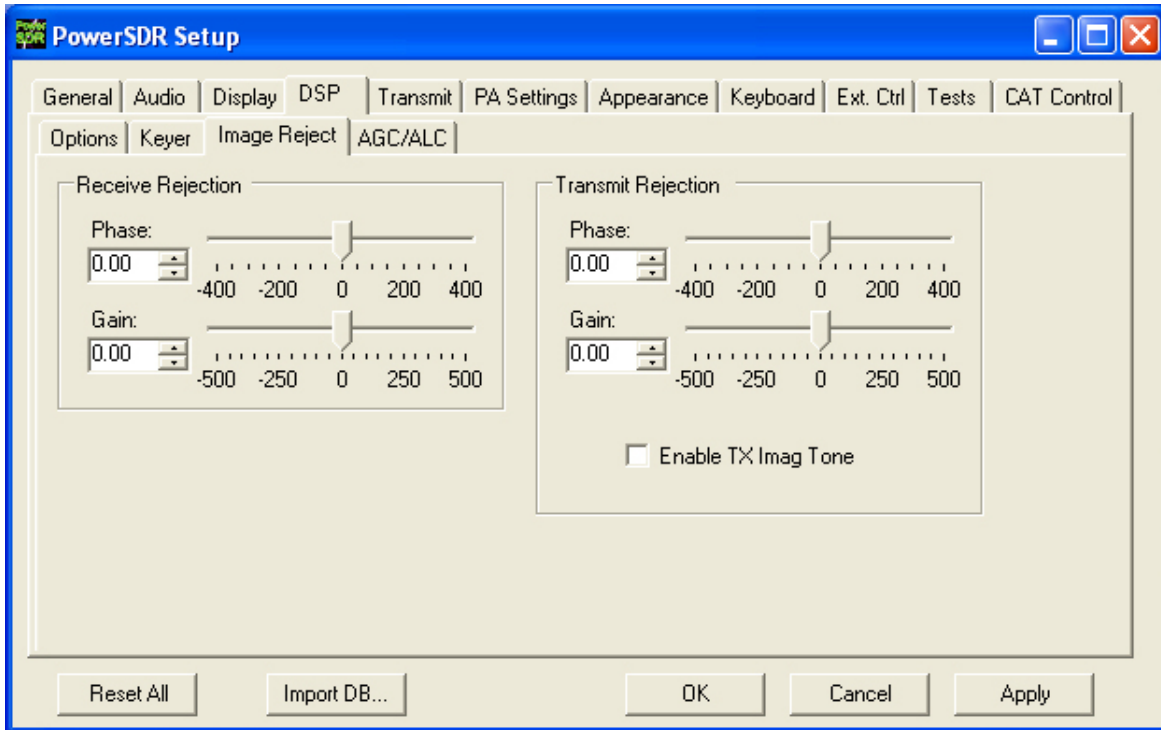 Power SDR PowerSDR Setup
General Audio Display DSP Transmit PA Settings Appearance Keyboard Ext. Ctrl Tests CAT Control
Options Keyer Image Reject AGC/ALC
Receive Rejection
Phase:
0.00
-400 -200 0 200 400
Gain:
0.00
-500 -250 0 250 500
Transmit Rejection
Phase:
0.00
-400 -200 0 200 400
Gain:
0.00
-500 -250 0 250 500
Enable TX Imag Tone
Reset All Import DB... OK Cancel Apply